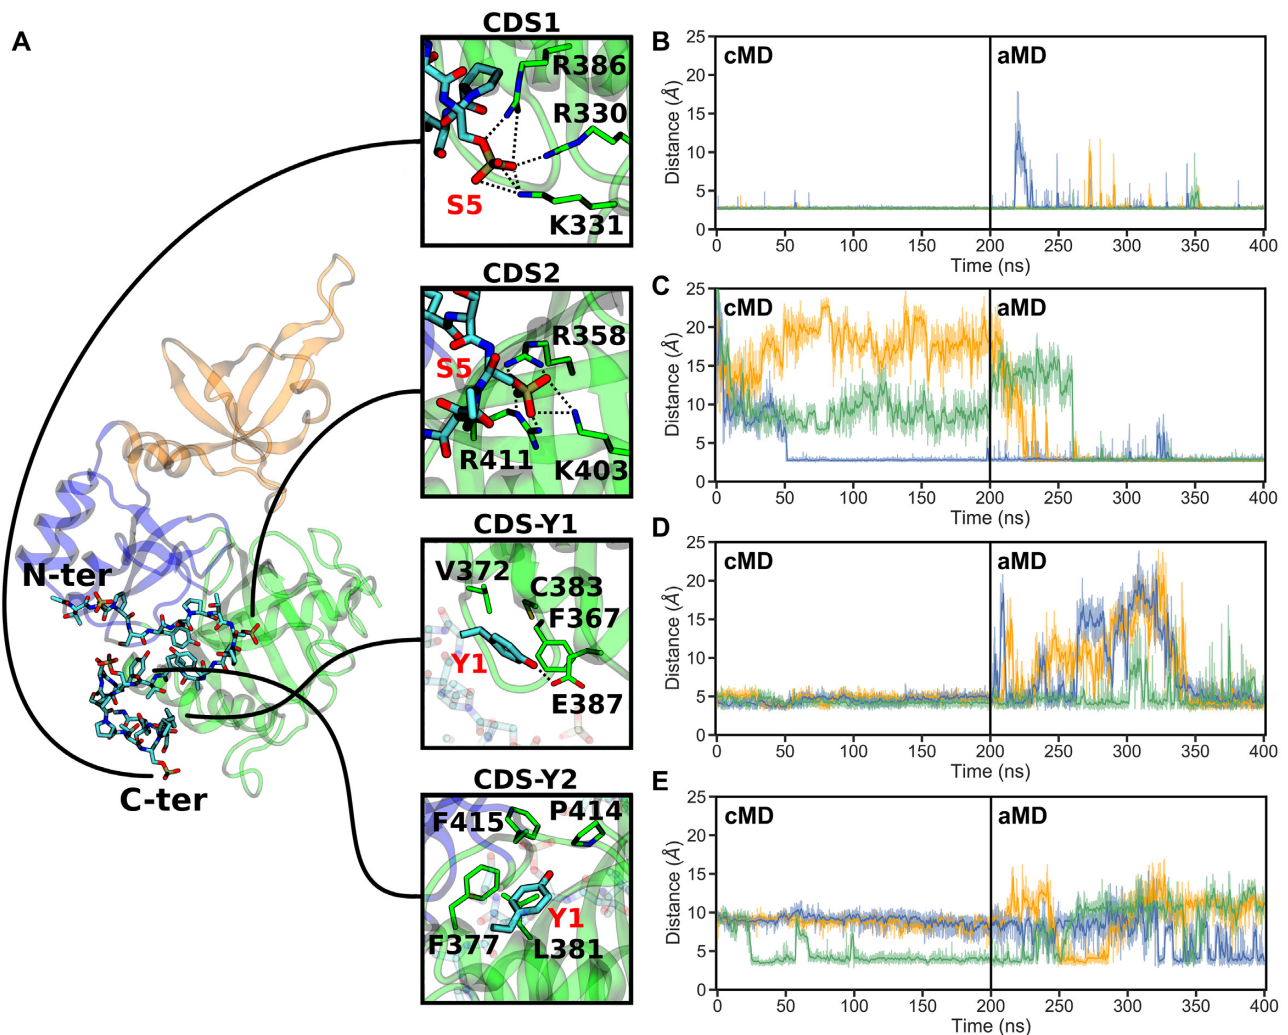 A
CDS1
R386
R330
S5
K331
CDS2
R358
S5
R411
K403
CDS-Y1
V372
C383
F367
Y1
E387
CDS-Y2
F415
P414
Y1
F377
L381
N-ter
C-ter
B
cMD
aMD
Distance (Å)
25
20
15
10
5
0
0 50 100 150 200 250 300 350 400
Time (ns)
C
cMD
aMD
Distance (Å)
25
20
15
10
5
0
0 50 100 150 200 250 300 350 400
Time (ns)
D
cMD
aMD
Distance (Å)
25
20
15
10
5
0
0 50 100 150 200 250 300 350 400
Time (ns)
E
cMD
aMD
Distance (Å)
25
20
15
10
5
0
0 50 100 150 200 250 300 350 400
Time (ns)